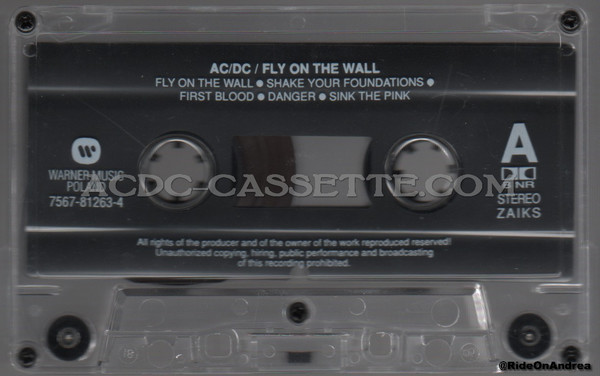 AC/DC / FLY ON THE WALL
FLY ON THE WALL ● SHAKE YOUR FOUNDATIONS ●
FIRST BLOOD ● DANGER ● SINK THE PINK
WARNER MUSIC
POLAND
7567-81263-4
A
B NR
STEREO
ZAIKS
ACDC-CASSETTE.COM
All rights of the producer and of the owner of the work reproduced reserved!
Unauthorized copying, hiring, public performance and broadcasting
of this recording prohibited.
@RideOnAndrea